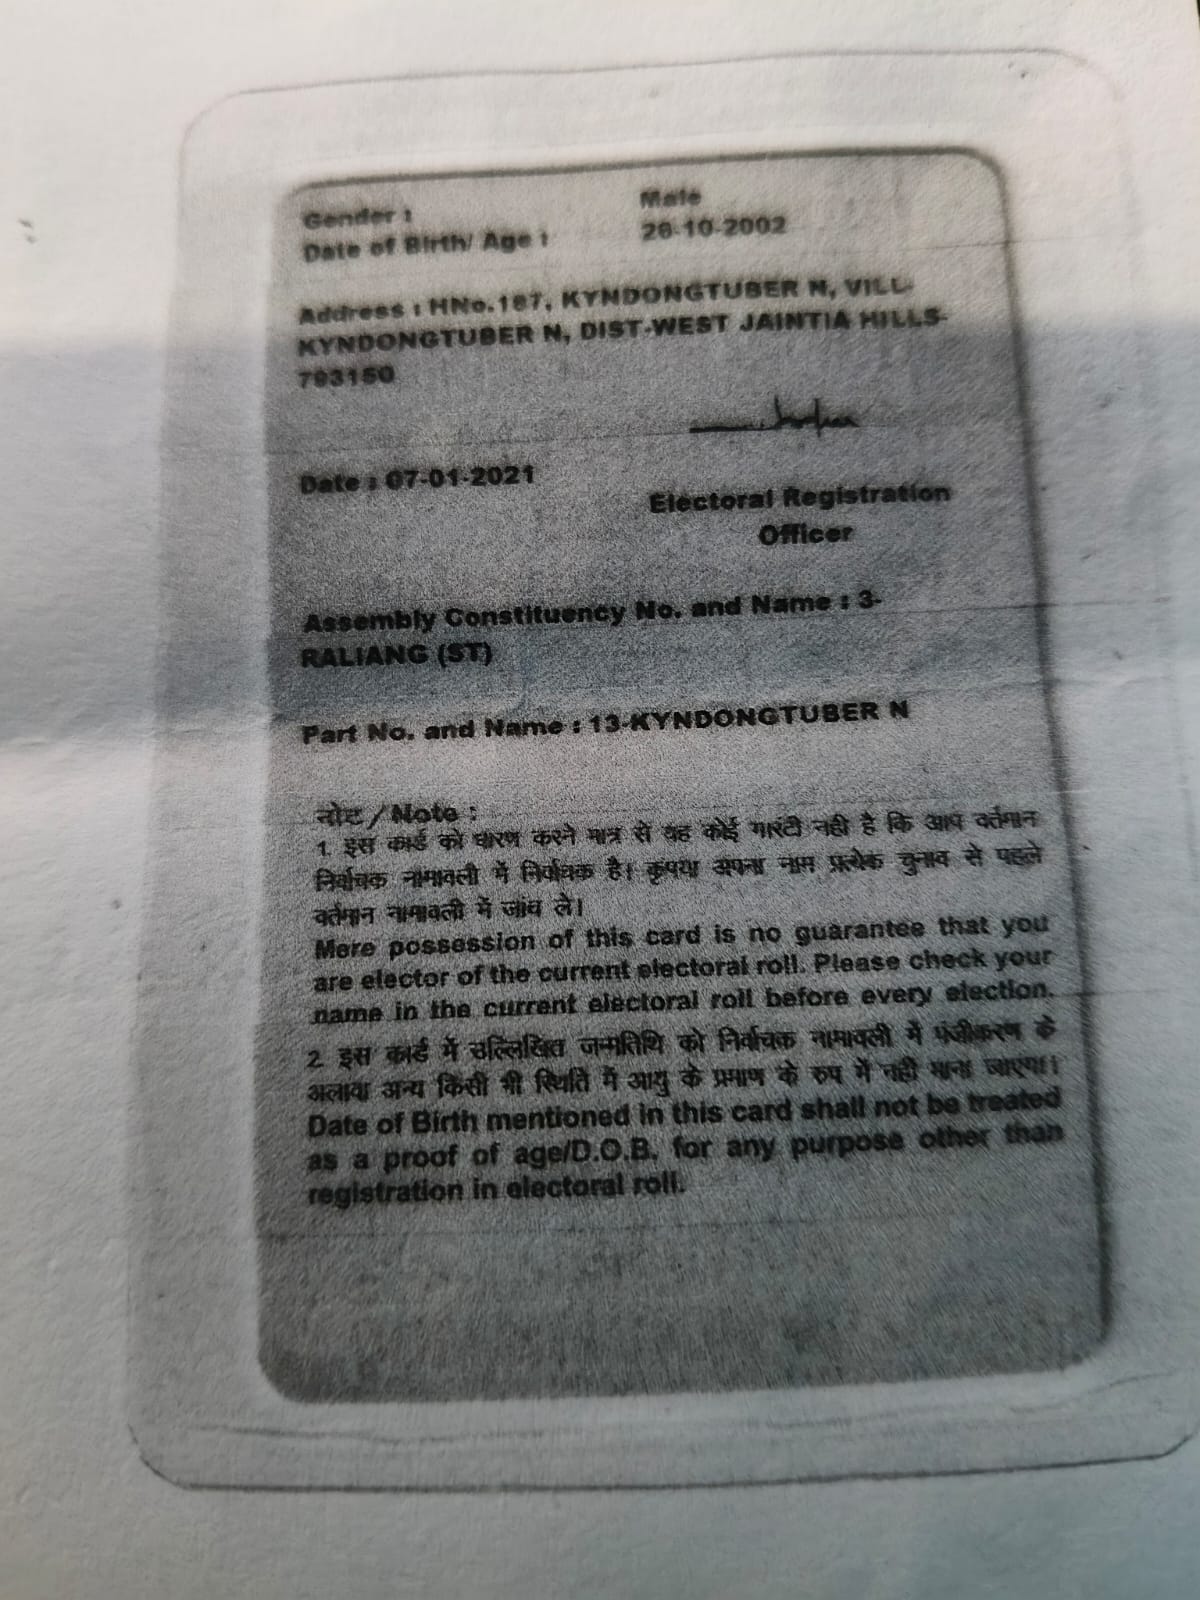 Gender : Male
Date of Birth/ Age : 26-10-2002
Address : HNo.187, KYNDONGTUBER N, VILL-
KYNDONGTUBER N, DIST-WEST JAINTIA HILLS-
793150
Date : 07-01-2021
Electoral Registration
Officer
Assembly Constituency No. and Name : 3-
RALIANG (ST)
Part No. and Name : 13-KYNDONGTUBER N
नोट / Note :
1. इस कार्ड को धारण करने मात्र से यह कोई गारंटी नही है कि आप वर्तमान
निर्वाचक नामावली में निर्वाचक है। कृपया अपना नाम प्रत्येक चुनाव से पहले
वर्तमान नामावली में जांच ले।
Mere possession of this card is no guarantee that you
are elector of the current electoral roll. Please check your
name in the current electoral roll before every election.
2. इस कार्ड में उल्लिखित जन्मतिथि को निर्वाचक नामावली में पंजीकरण के
अलावा अन्य किसी भी स्थिति में आयु के प्रमाण के रुप में नही माना जाएगा।
Date of Birth mentioned in this card shall not be treated
as a proof of age/D.O.B. for any purpose other than
registration in electoral roll.